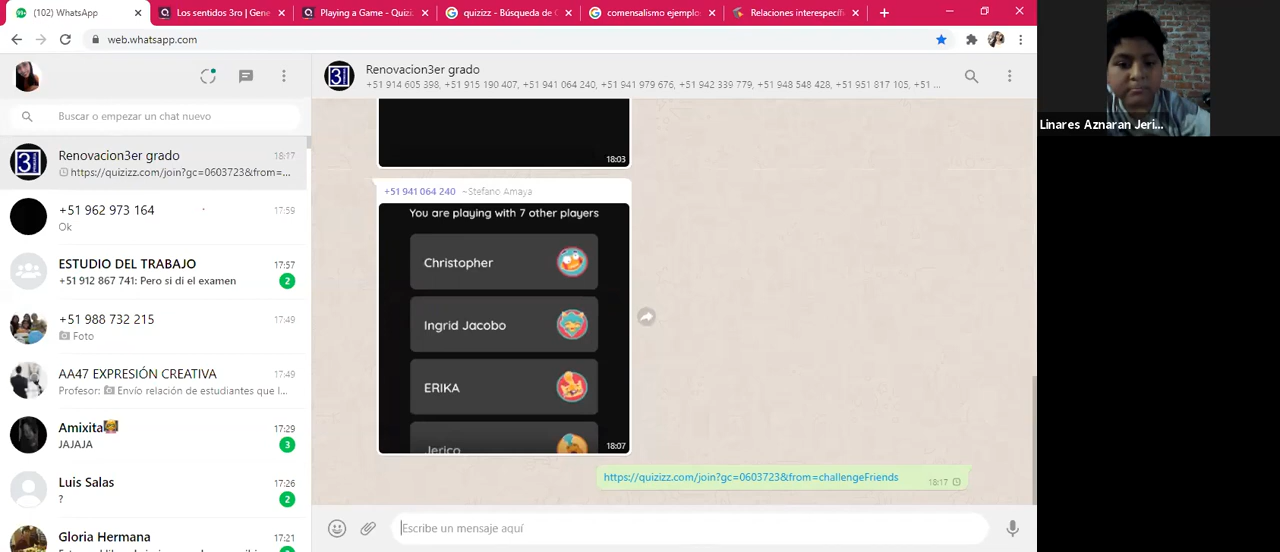 (102) WhatsApp
Los sentidos 3ro | Gene
Playing a Game - Quiz
quizizz - Búsqueda de
comensalismo ejemplo
Relaciones interespecíf
web.whatsapp.com
Buscar o empezar un chat nuevo
Renovacion3er grado 18:17
https://quizizz.com/join?gc=0603723&from=...
+51 962 973 164 17:59
Ok
ESTUDIO DEL TRABAJO 17:57
+51 912 867 741: Pero si di el examen 2
+51 988 732 215 17:49
Foto
AA47 EXPRESIÓN CREATIVA 17:49
Profesor: Envío relación de estudiantes que l...
Amixita 17:29
JAJAJA 3
Luis Salas 17:26
? 2
Gloria Hermana 17:21
Renovacion3er grado
+51 914 605 398, +51 915 190 407, +51 941 064 240, +51 941 979 676, +51 942 339 779, +51 948 548 428, +51 951 817 105, +51 ...
18:03
+51 941 064 240 ~Stefano Amaya
You are playing with 7 other players
Christopher
Ingrid Jacobo
ERIKA
Jerico
18:07
https://quizizz.com/join?gc=0603723&from=challengeFriends
18:17
Escribe un mensaje aquí
Linares Aznaran Jeri...